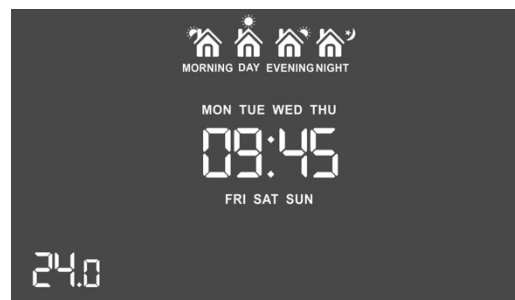 MORNING DAY EVENING NIGHT
MON TUE WED THU
09:45
FRI SAT SUN
24.0